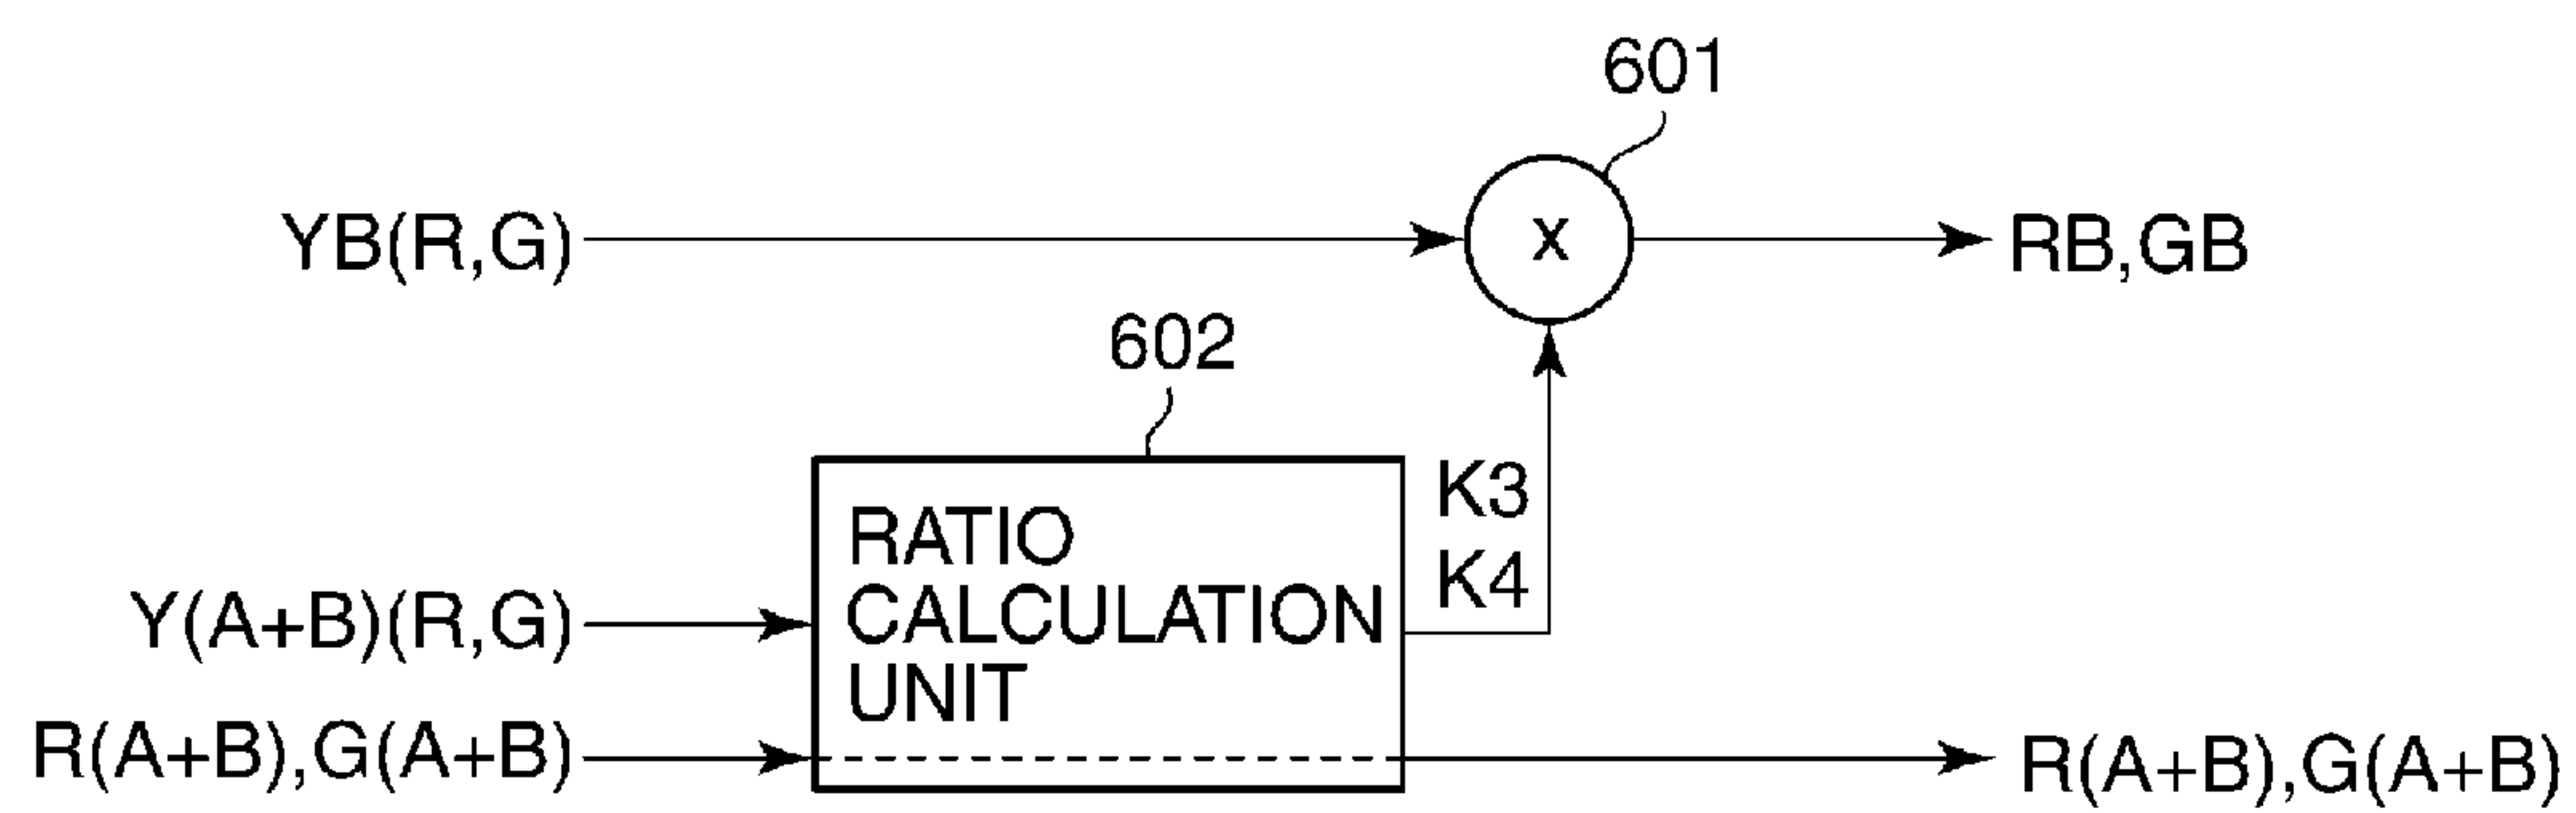 601
YB(R,G)
x
RB,GB
602
RATIO
CALCULATION
UNIT
K3
K4
Y(A+B)(R,G)
R(A+B),G(A+B)
R(A+B),G(A+B)